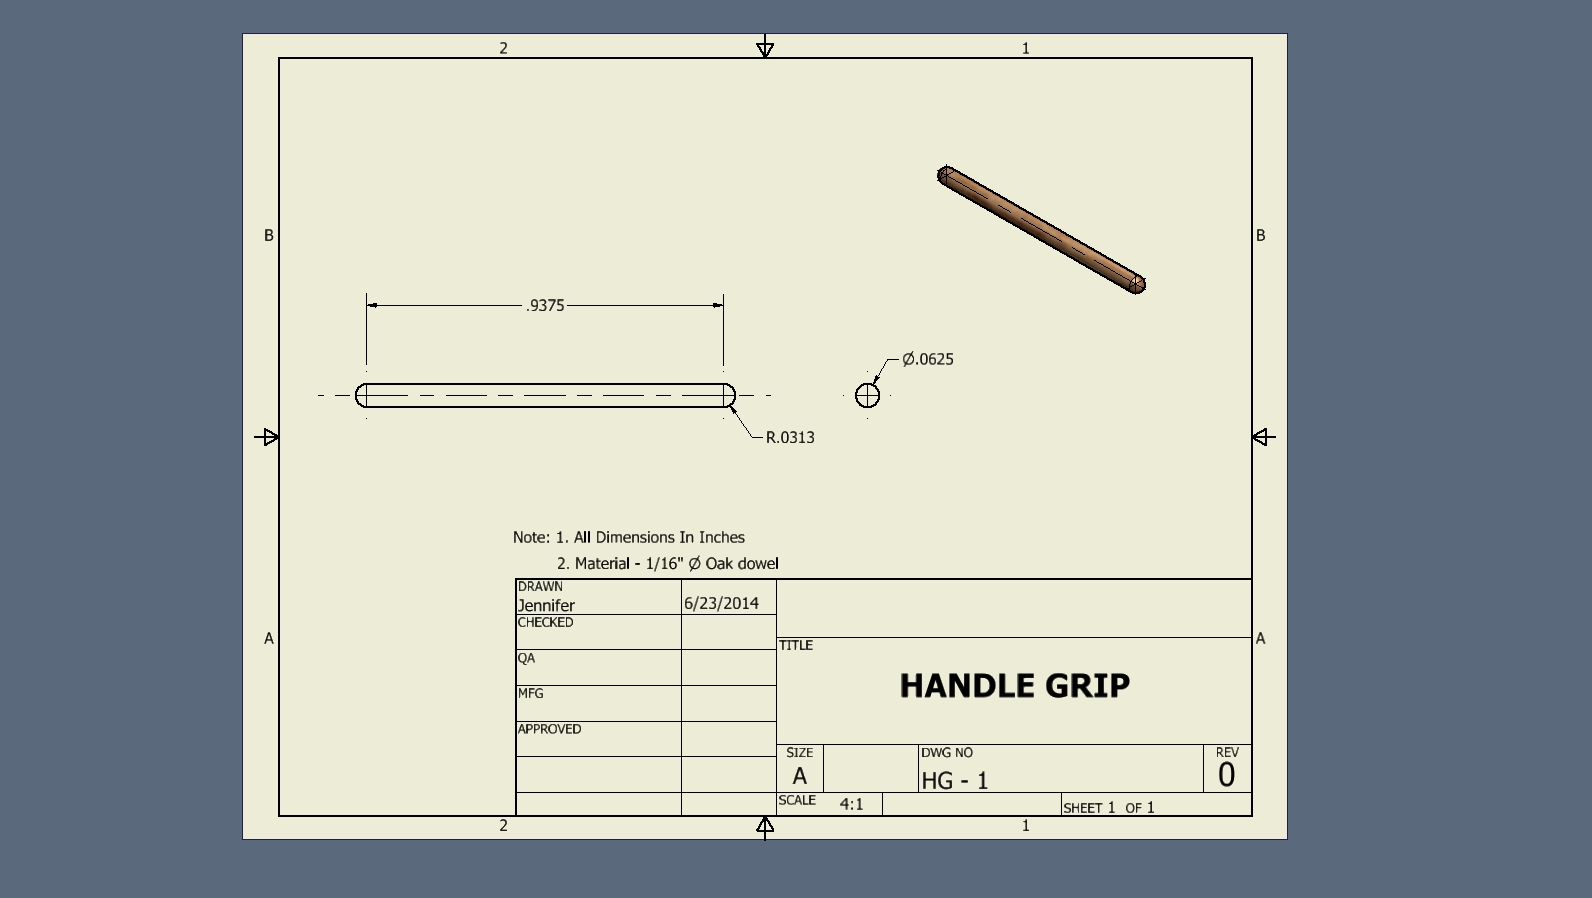 2 1
B B
.9375
Ø.0625
R.0313
Note: 1. All Dimensions In Inches
2. Material - 1/16" Ø Oak dowel
A A
DRAWN
Jennifer 6/23/2014
CHECKED
QA
MFG
APPROVED
TITLE
HANDLE GRIP
SIZE
A
DWG NO
HG - 1
REV
0
SCALE 4:1
SHEET 1 OF 1
2 1